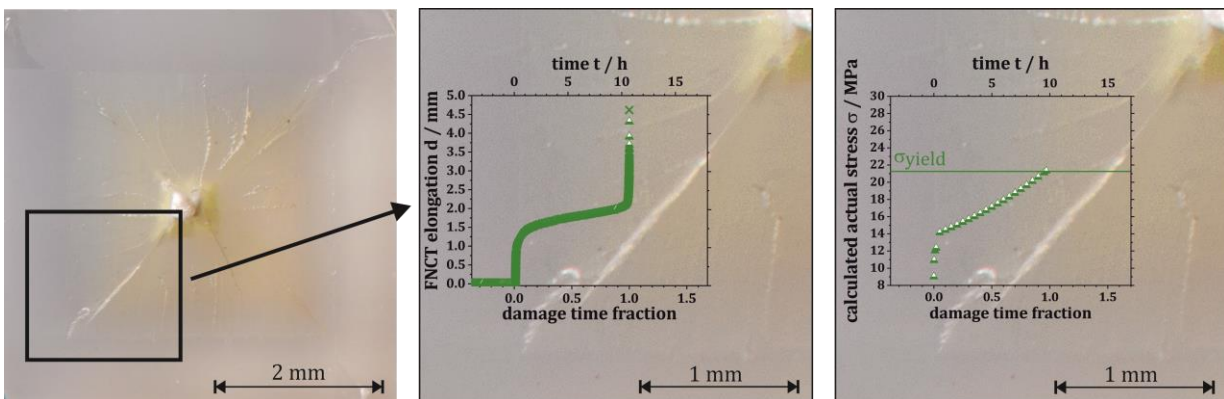 2 mm
time t / h
0 5 10 15
FNCT elongation d / mm
5.0
4.5
4.0
3.5
3.0
2.5
2.0
1.5
1.0
0.5
0.0
0.0 0.5 1.0 1.5
damage time fraction
1 mm
time t / h
0 5 10 15
calculated actual stress σ / MPa
30
28
26
24
22
20
18
16
14
12
10
8
σyield
0.0 0.5 1.0 1.5
damage time fraction
1 mm